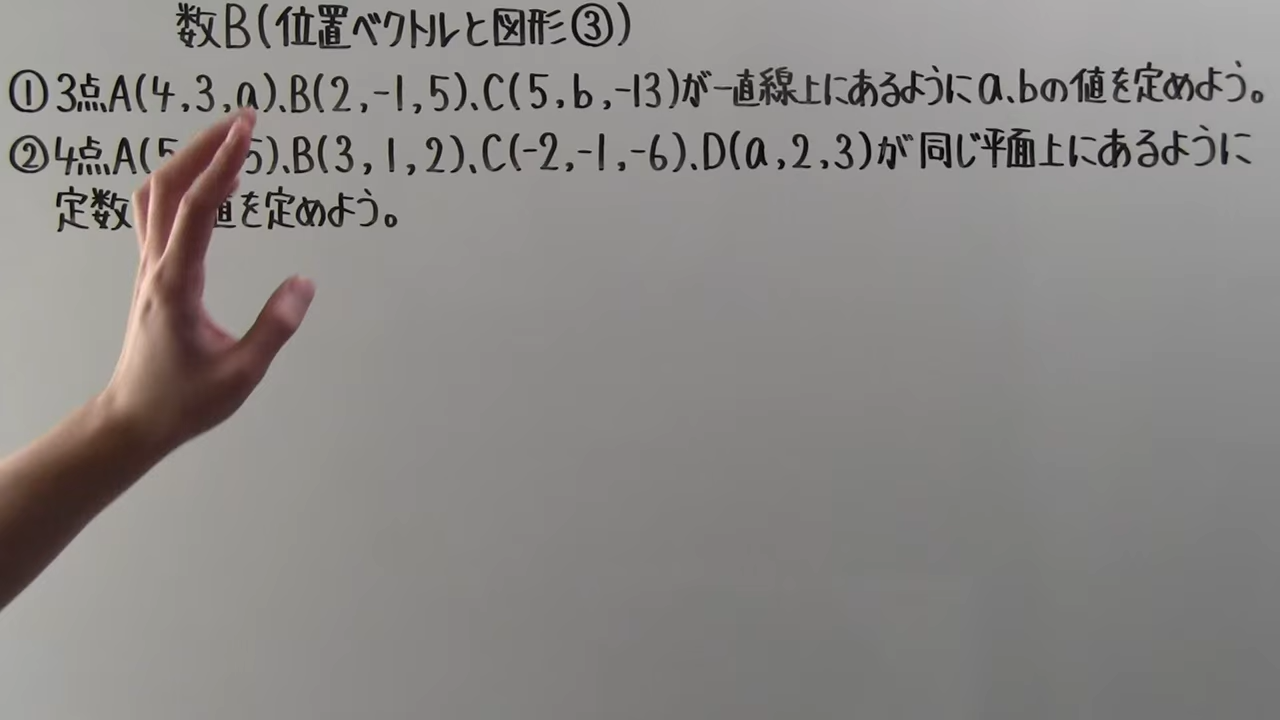 数B(位置ベクトルと図形③)
①3点A(4,3,a)、B(2,-1,5)、C(5,b,-13)が一直線上にあるようにa、bの値を定めよう。
②4点A(5 5)、B(3,1,2)、C(-2,-1,-6)、D(a,2,3)が同じ平面上にあるように
定数 値を定めよう。